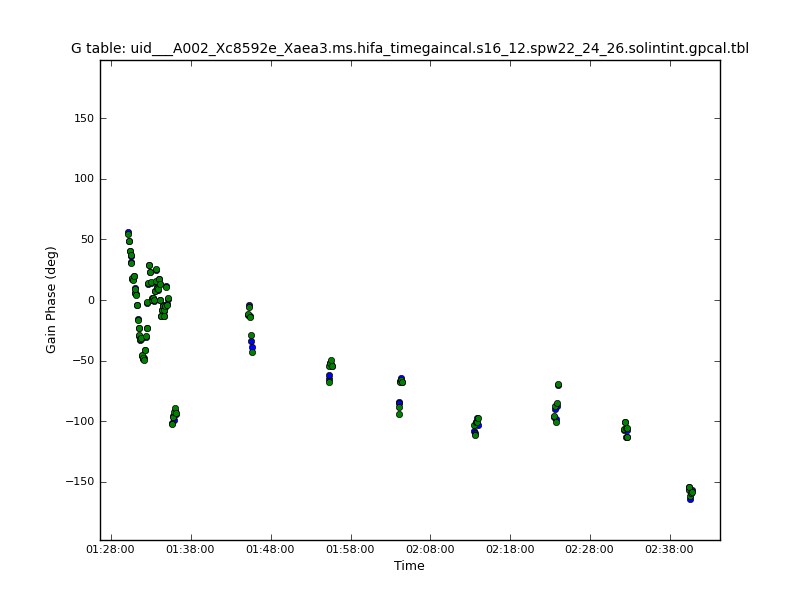 G table: uid___A002_Xc8592e_Xaea3.ms.hifa_timegaincal.s16_12.spw22_24_26.solintint.gpcal.tbl
150
100
50
0
−50
−100
−150
Gain Phase (deg)
01:28:00 01:38:00 01:48:00 01:58:00 02:08:00 02:18:00 02:28:00 02:38:00
Time